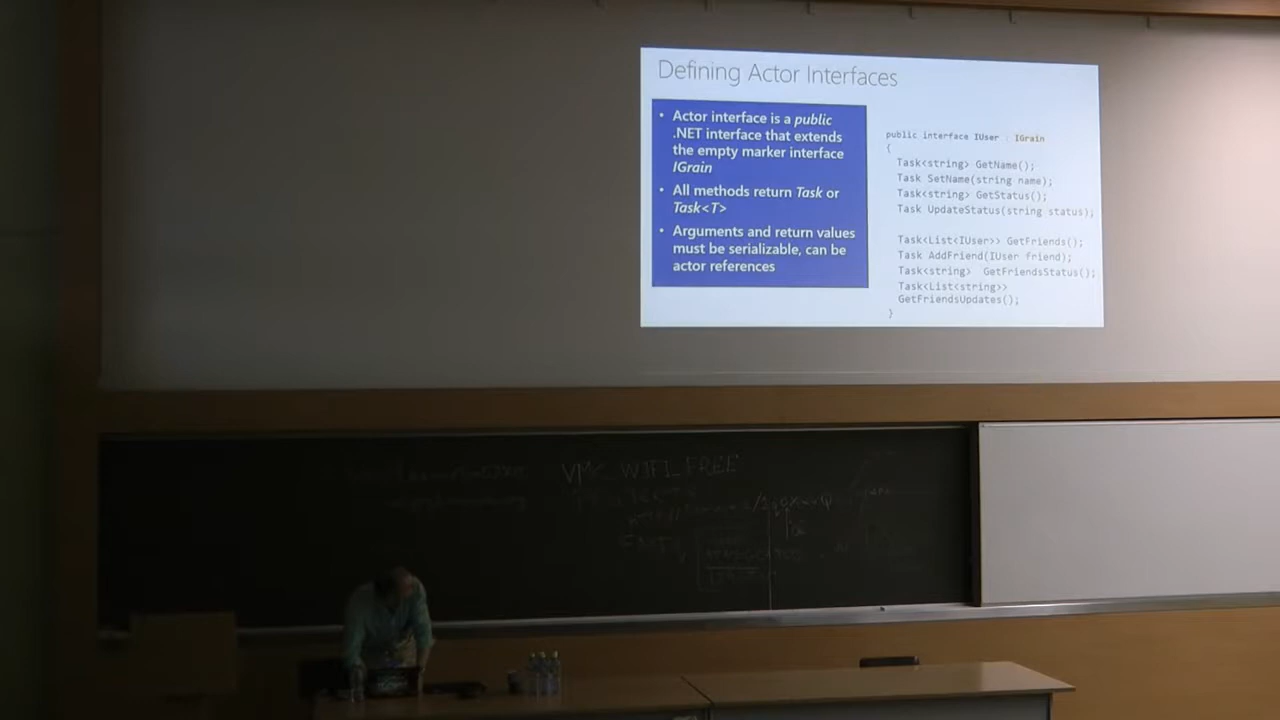 Defining Actor Interfaces
• Actor interface is a public
.NET interface that extends
the empty marker interface
IGrain
• All methods return Task or
Task<T>
• Arguments and return values
must be serializable, can be
actor references
public interface IUser : IGrain
{
Task<string> GetName();
Task SetName(string name);
Task<string> GetStatus();
Task UpdateStatus(string status);
Task<List<IUser>> GetFriends();
Task AddFriend(IUser friend);
Task<string> GetFriendsStatus();
Task<List<string>>
GetFriendsUpdates();
}
WIFI FREE